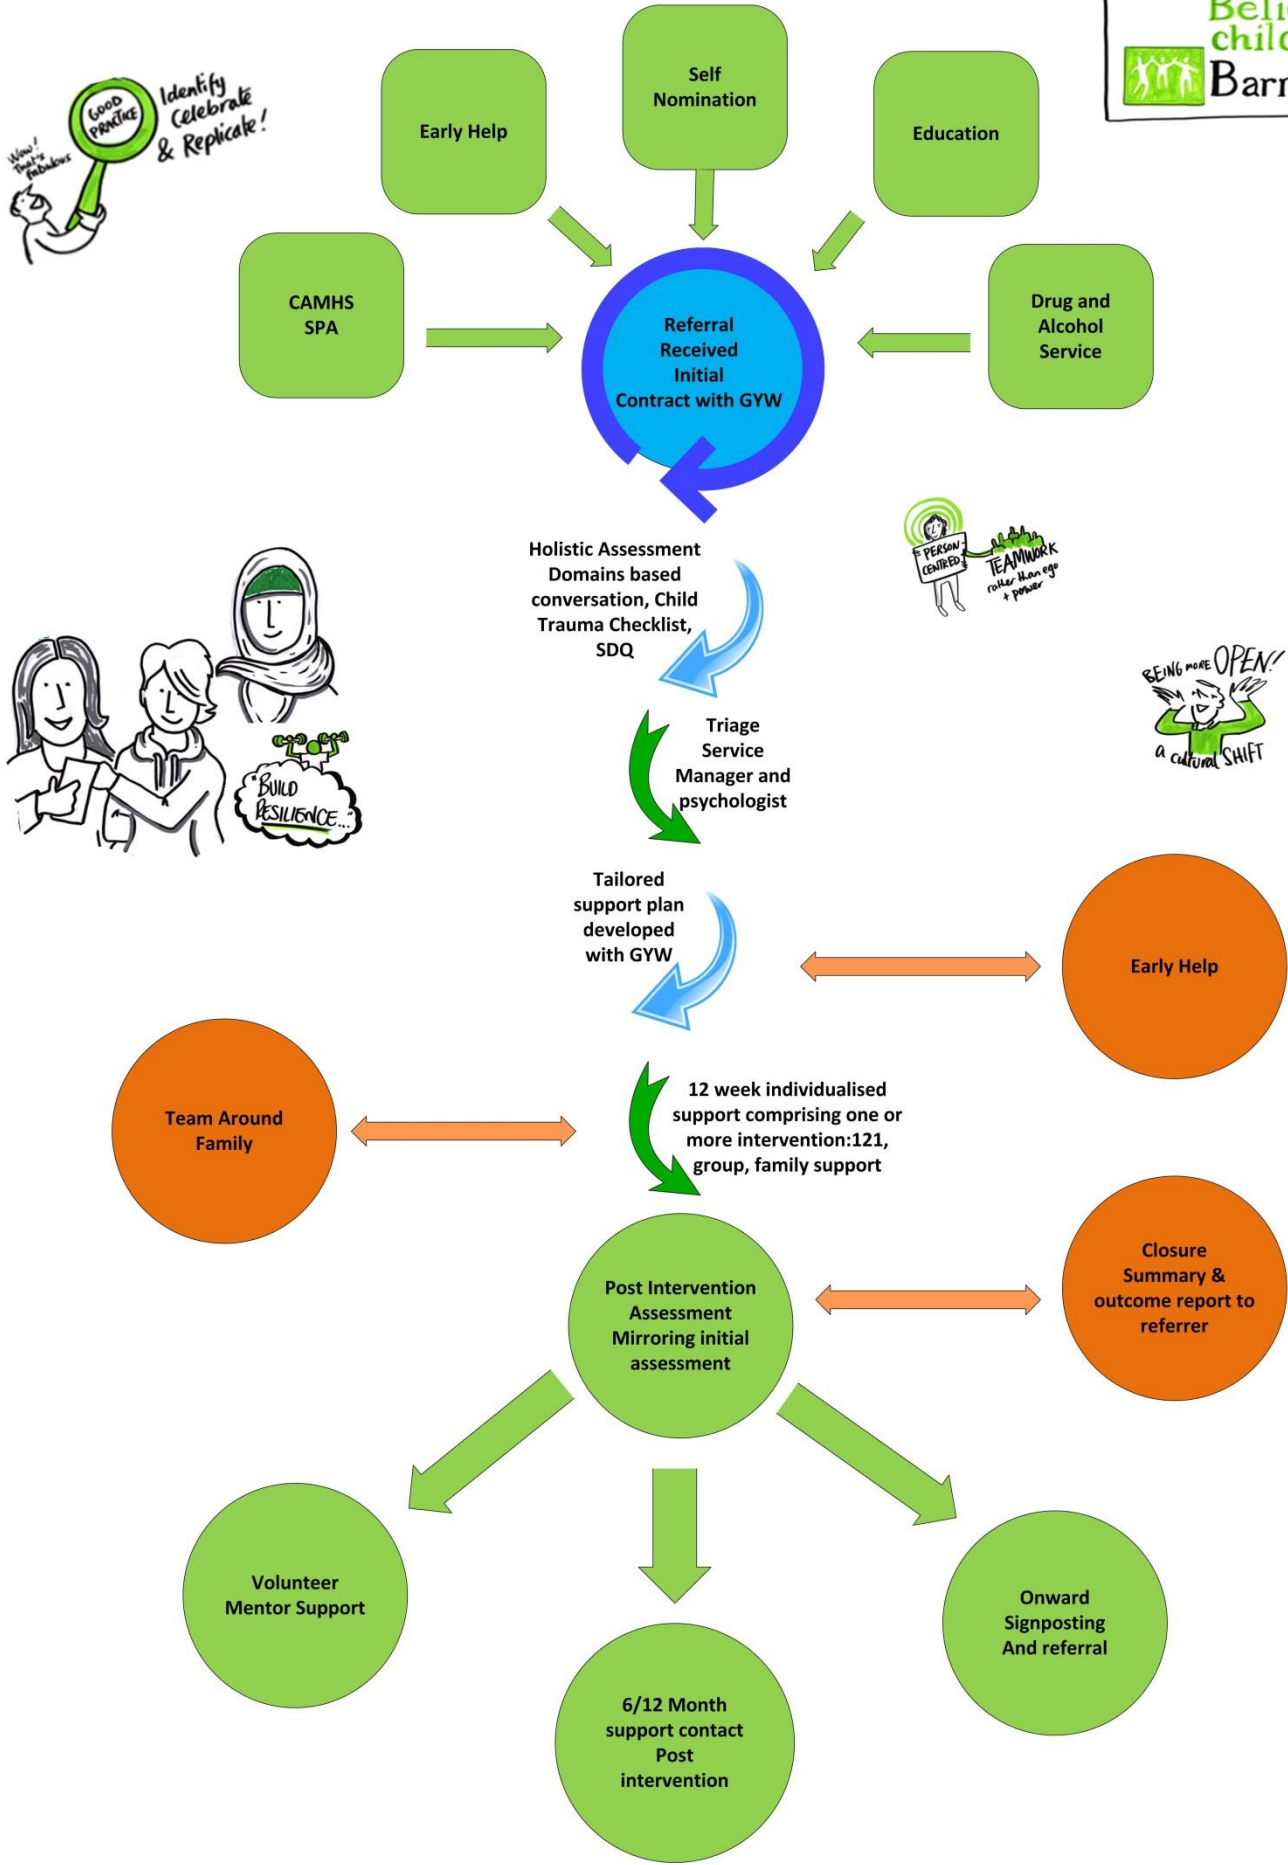 Belie
child
Barn
GOOD
PRACTICE
Identify
Celebrate
& Replicate!
Wow!
That's
fabulous
Self
Nomination
Early Help
Education
CAMHS
SPA
Drug and
Alcohol
Service
Referral
Received
Initial
Contract with GYW
Holistic Assessment
Domains based
conversation, Child
Trauma Checklist,
SDQ
PERSON
CENTRED
TEAMWORK
rather than ego
+ power
BEING MORE OPEN!
a cultural SHIFT
"BUILD
RESILIENCE..."
Triage
Service
Manager and
psychologist
Tailored
support plan
developed
with GYW
Early Help
Team Around
Family
12 week individualised
support comprising one or
more intervention:121,
group, family support
Post Intervention
Assessment
Mirroring initial
assessment
Closure
Summary &
outcome report to
referrer
Volunteer
Mentor Support
6/12 Month
support contact
Post
intervention
Onward
Signposting
And referral